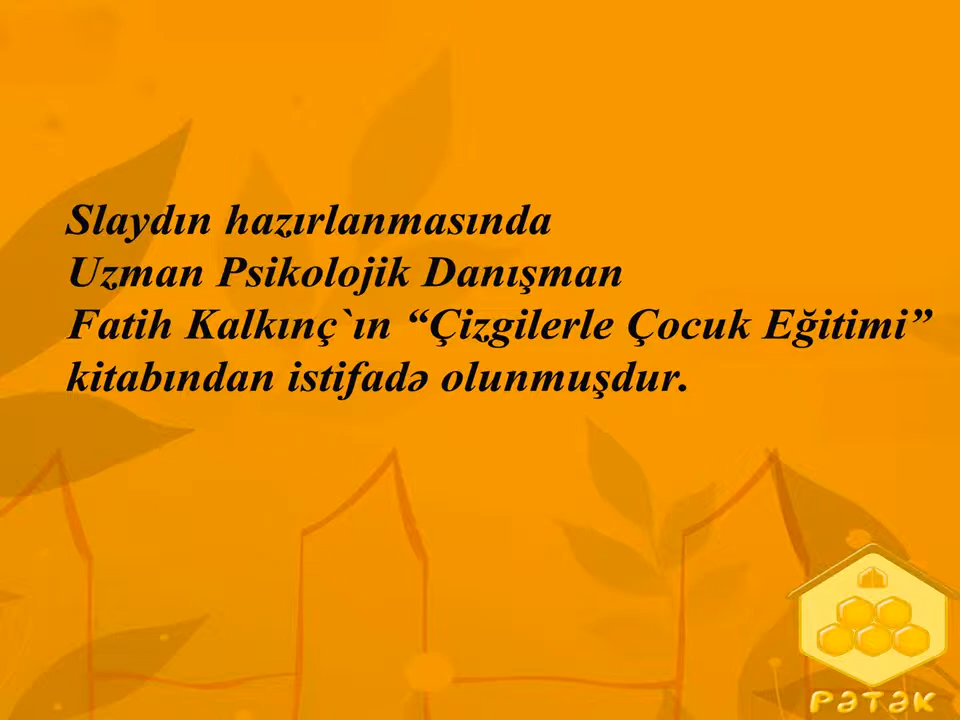 Slaydın hazırlanmasında
Uzman Psikolojik Danışman
Fatih Kalkınç`ın “Çizgilerle Çocuk Eğitimi”
kitabından istifadə olunmuşdur.
PƏTƏK